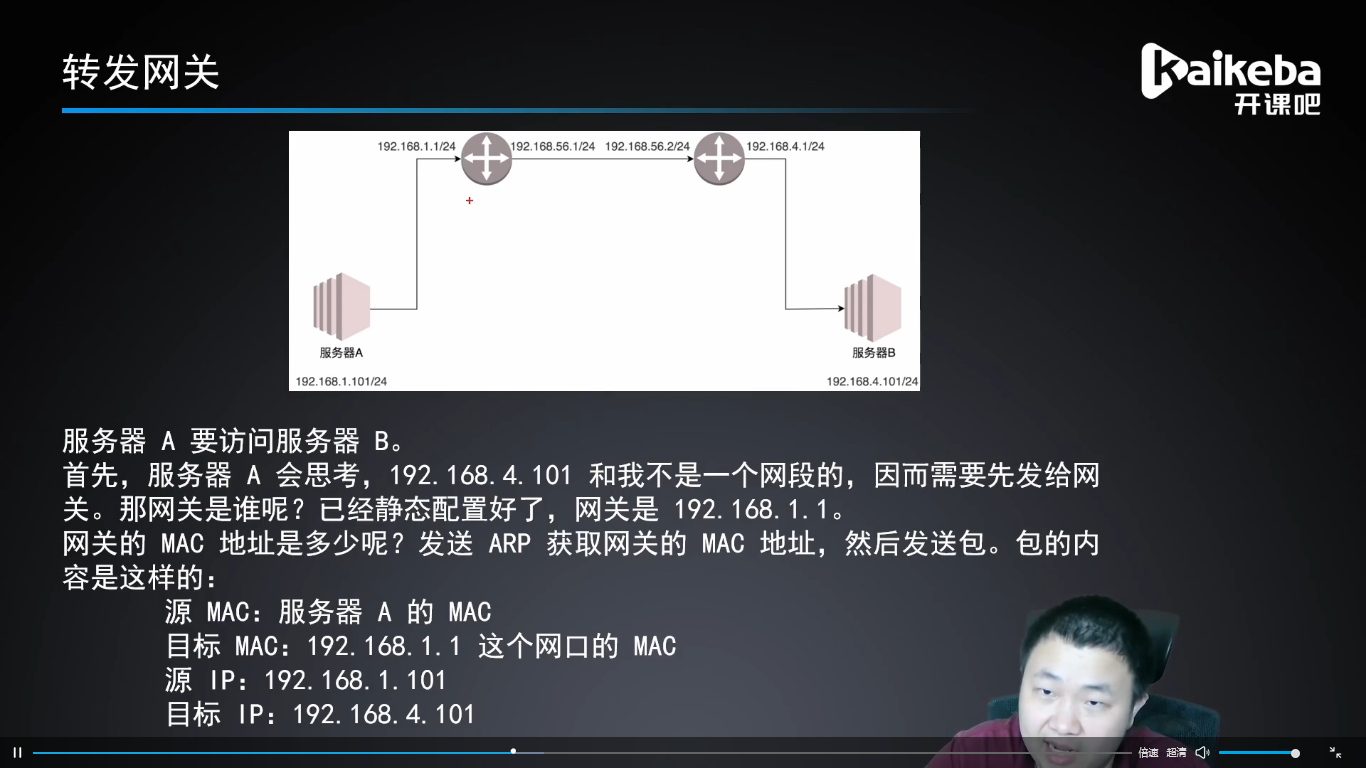 转发网关
kaikeba
开课吧
192.168.1.1/24
192.168.56.1/24
192.168.56.2/24
192.168.4.1/24
服务器A
服务器B
192.168.1.101/24
192.168.4.101/24
服务器 A 要访问服务器 B。
首先，服务器 A 会思考，192.168.4.101 和我不是一个网段的，因而需要先发给网
关。那网关是谁呢？已经静态配置好了，网关是 192.168.1.1。
网关的 MAC 地址是多少呢？发送 ARP 获取网关的 MAC 地址，然后发送包。包的内
容是这样的：
源 MAC：服务器 A 的 MAC
目标 MAC：192.168.1.1 这个网口的 MAC
源 IP：192.168.1.101
目标 IP：192.168.4.101
倍速 超清